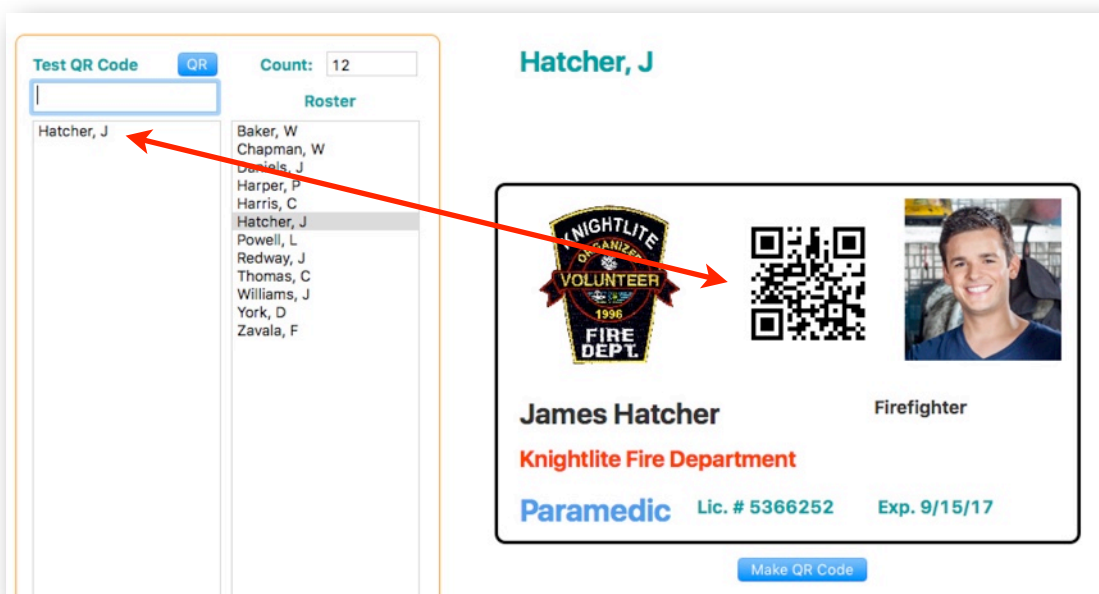 Test QR Code
QR
Count: 12
Roster
Hatcher, J
Baker, W
Chapman, W
Daniels, J
Harper, P
Harris, C
Hatcher, J
Powell, L
Redway, J
Thomas, C
Williams, J
York, D
Zavala, F
Hatcher, J
KNIGHTLITE
ORGANIZED
VOLUNTEER
1996
FIRE
DEPT.
James Hatcher
Firefighter
Knightlite Fire Department
Paramedic
Lic. # 5366252
Exp. 9/15/17
Make QR Code